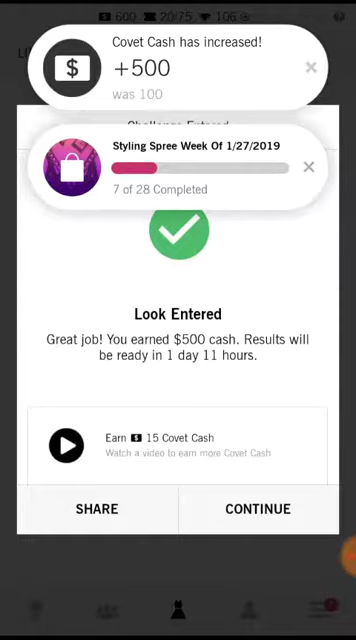 600 20/75 106
Covet Cash has increased!
+500
was 100
Challenge Entered
Styling Spree Week Of 1/27/2019
7 of 28 Completed
Look Entered
Great job! You earned $500 cash. Results will
be ready in 1 day 11 hours.
Earn $ 15 Covet Cash
Watch a video to earn more Covet Cash
SHARE CONTINUE